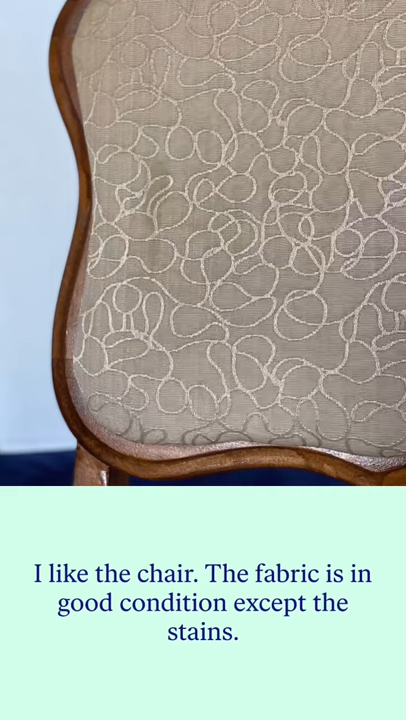 I like the chair. The fabric is in
good condition except the
stains.